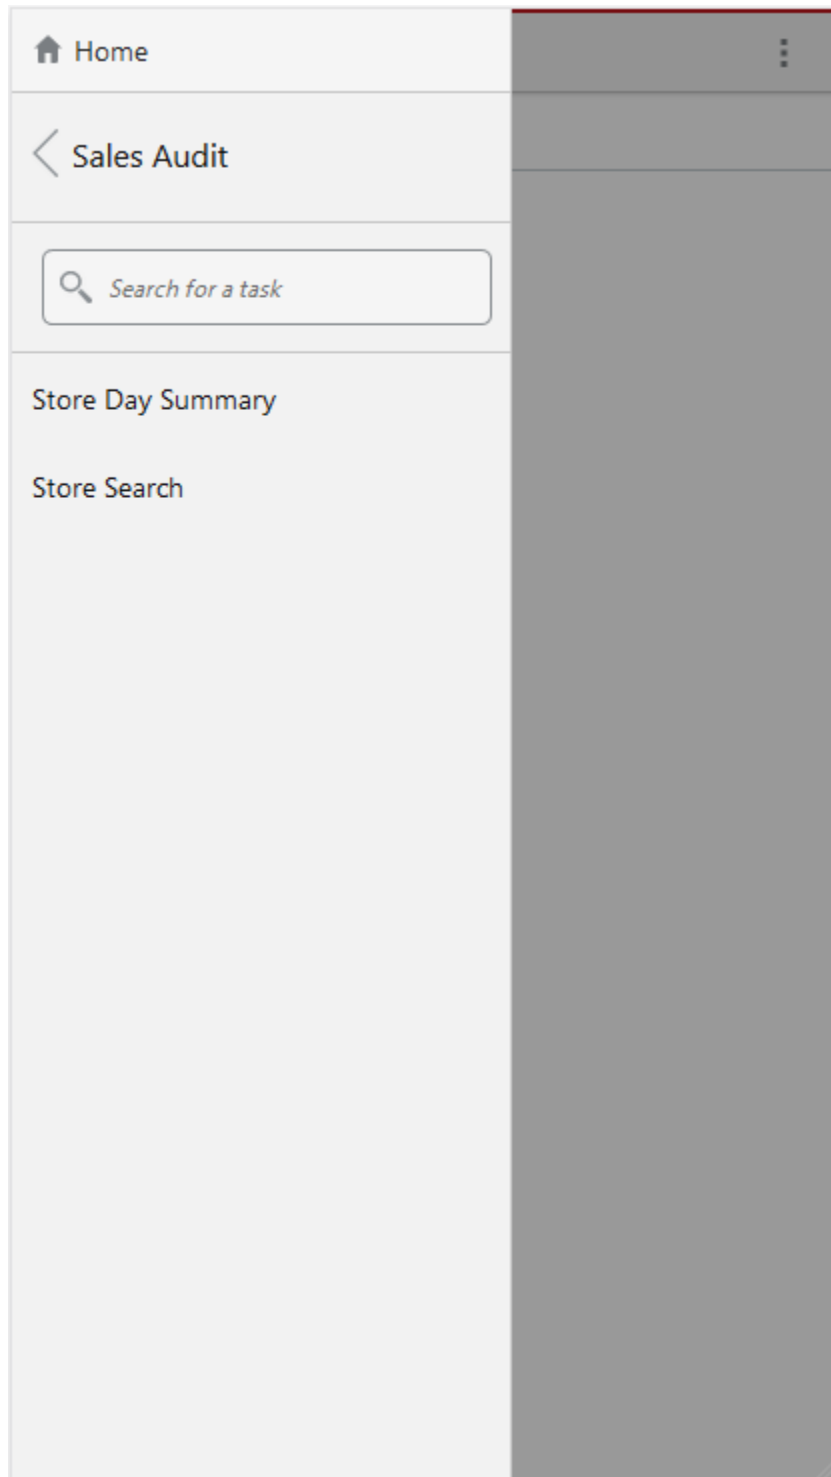 Home
Sales Audit
Search for a task
Store Day Summary
Store Search